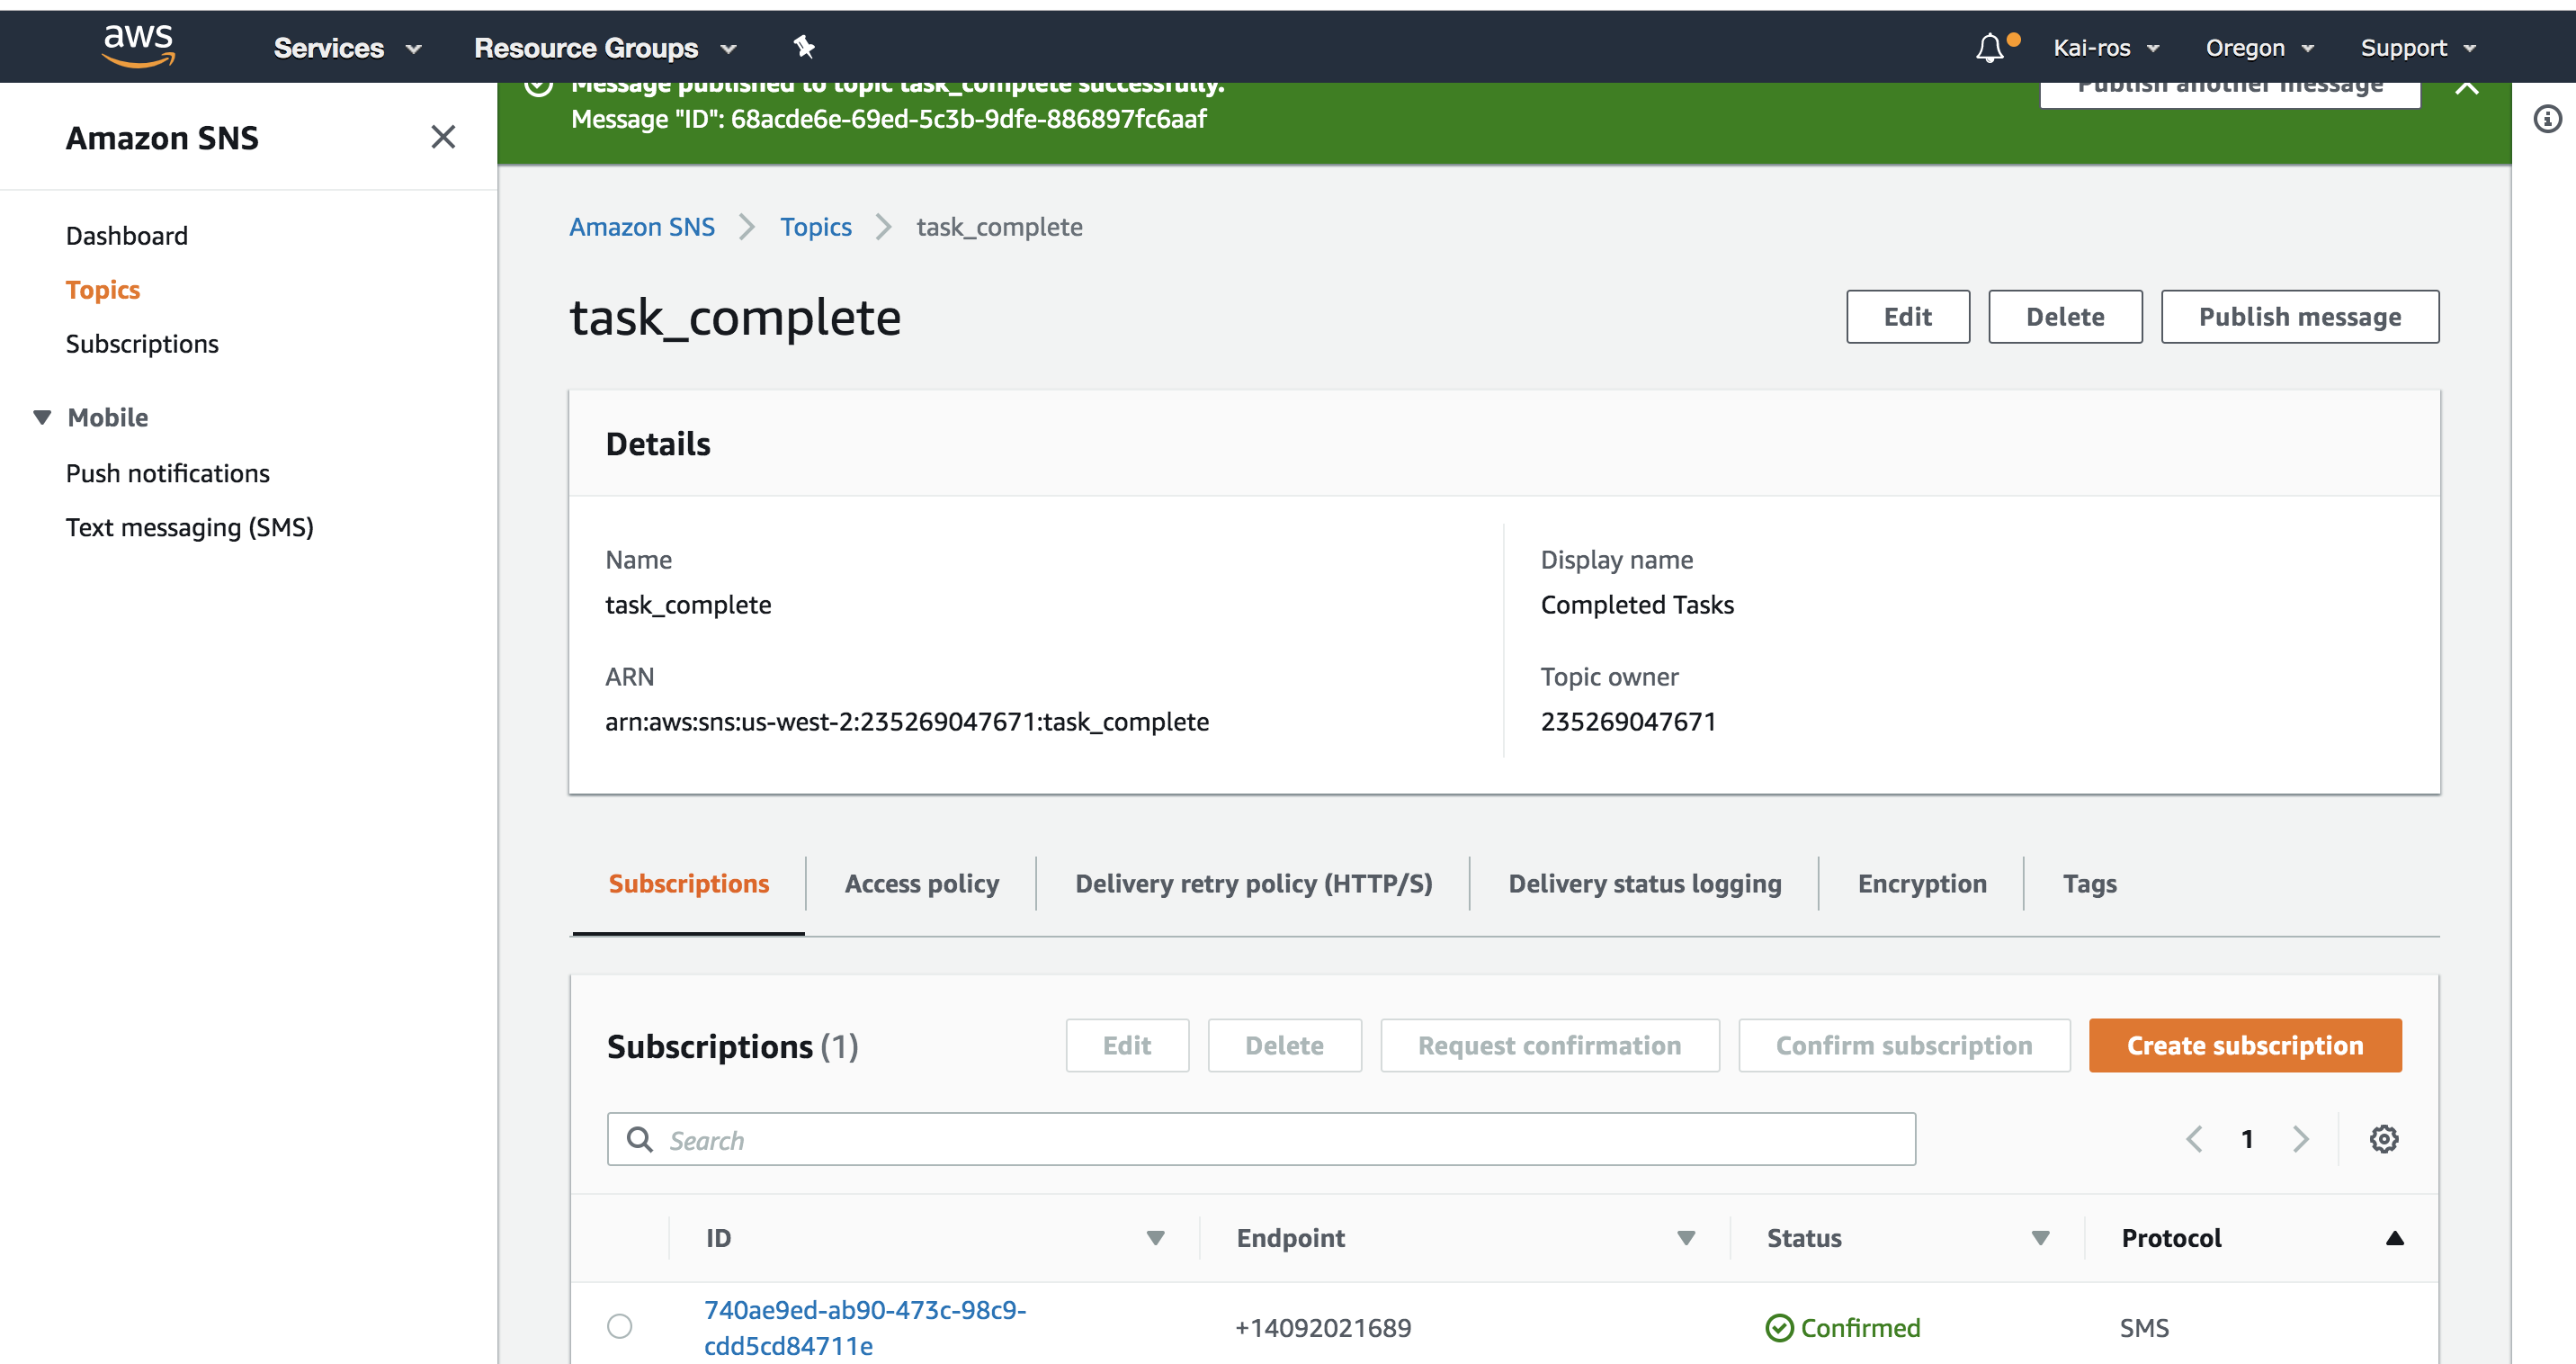 aws
Services
Resource Groups
Kai-ros
Oregon
Support
Message published to topic task_complete successfully.
Message "ID": 68acde6e-69ed-5c3b-9dfe-886897fc6aaf
Publish another message
Amazon SNS
Dashboard
Topics
Subscriptions
Mobile
Push notifications
Text messaging (SMS)
Amazon SNS
Topics
task_complete
task_complete
Edit
Delete
Publish message
Details
Name
task_complete
ARN
arn:aws:sns:us-west-2:235269047671:task_complete
Display name
Completed Tasks
Topic owner
235269047671
Subscriptions
Access policy
Delivery retry policy (HTTP/S)
Delivery status logging
Encryption
Tags
Subscriptions (1)
Edit
Delete
Request confirmation
Confirm subscription
Create subscription
Search
1
ID
Endpoint
Status
Protocol
740ae9ed-ab90-473c-98c9-
cdd5cd84711e
+14092021689
Confirmed
SMS